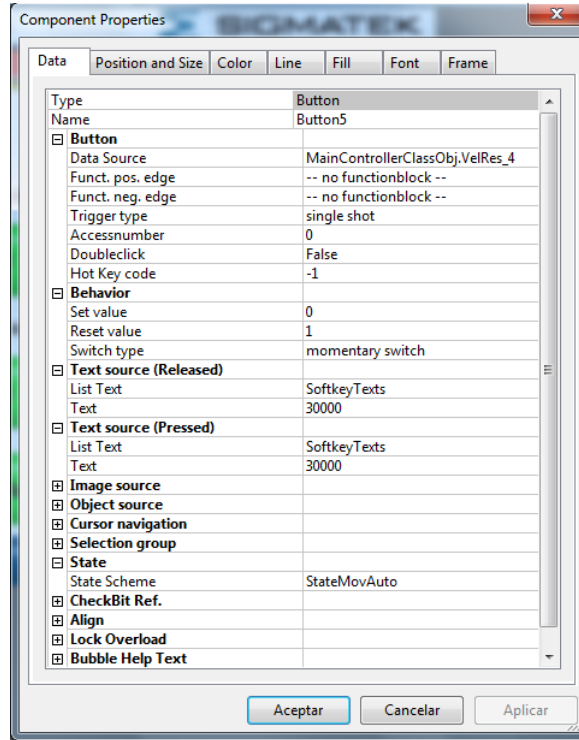 Component Properties
SIGMATEK
Data Position and Size Color Line Fill Font Frame
Type Button
Name Button5
Button
Data Source MainControllerClassObj.VelRes_4
Funct. pos. edge -- no functionblock --
Funct. neg. edge -- no functionblock --
Trigger type single shot
Accessnumber 0
Doubleclick False
Hot Key code -1
Behavior
Set value 0
Reset value 1
Switch type momentary switch
Text source (Released)
List Text SoftkeyTexts
Text 30000
Text source (Pressed)
List Text SoftkeyTexts
Text 30000
Image source
Object source
Cursor navigation
Selection group
State
State Scheme StateMovAuto
CheckBit Ref.
Align
Lock Overload
Bubble Help Text
Aceptar Cancelar Aplicar